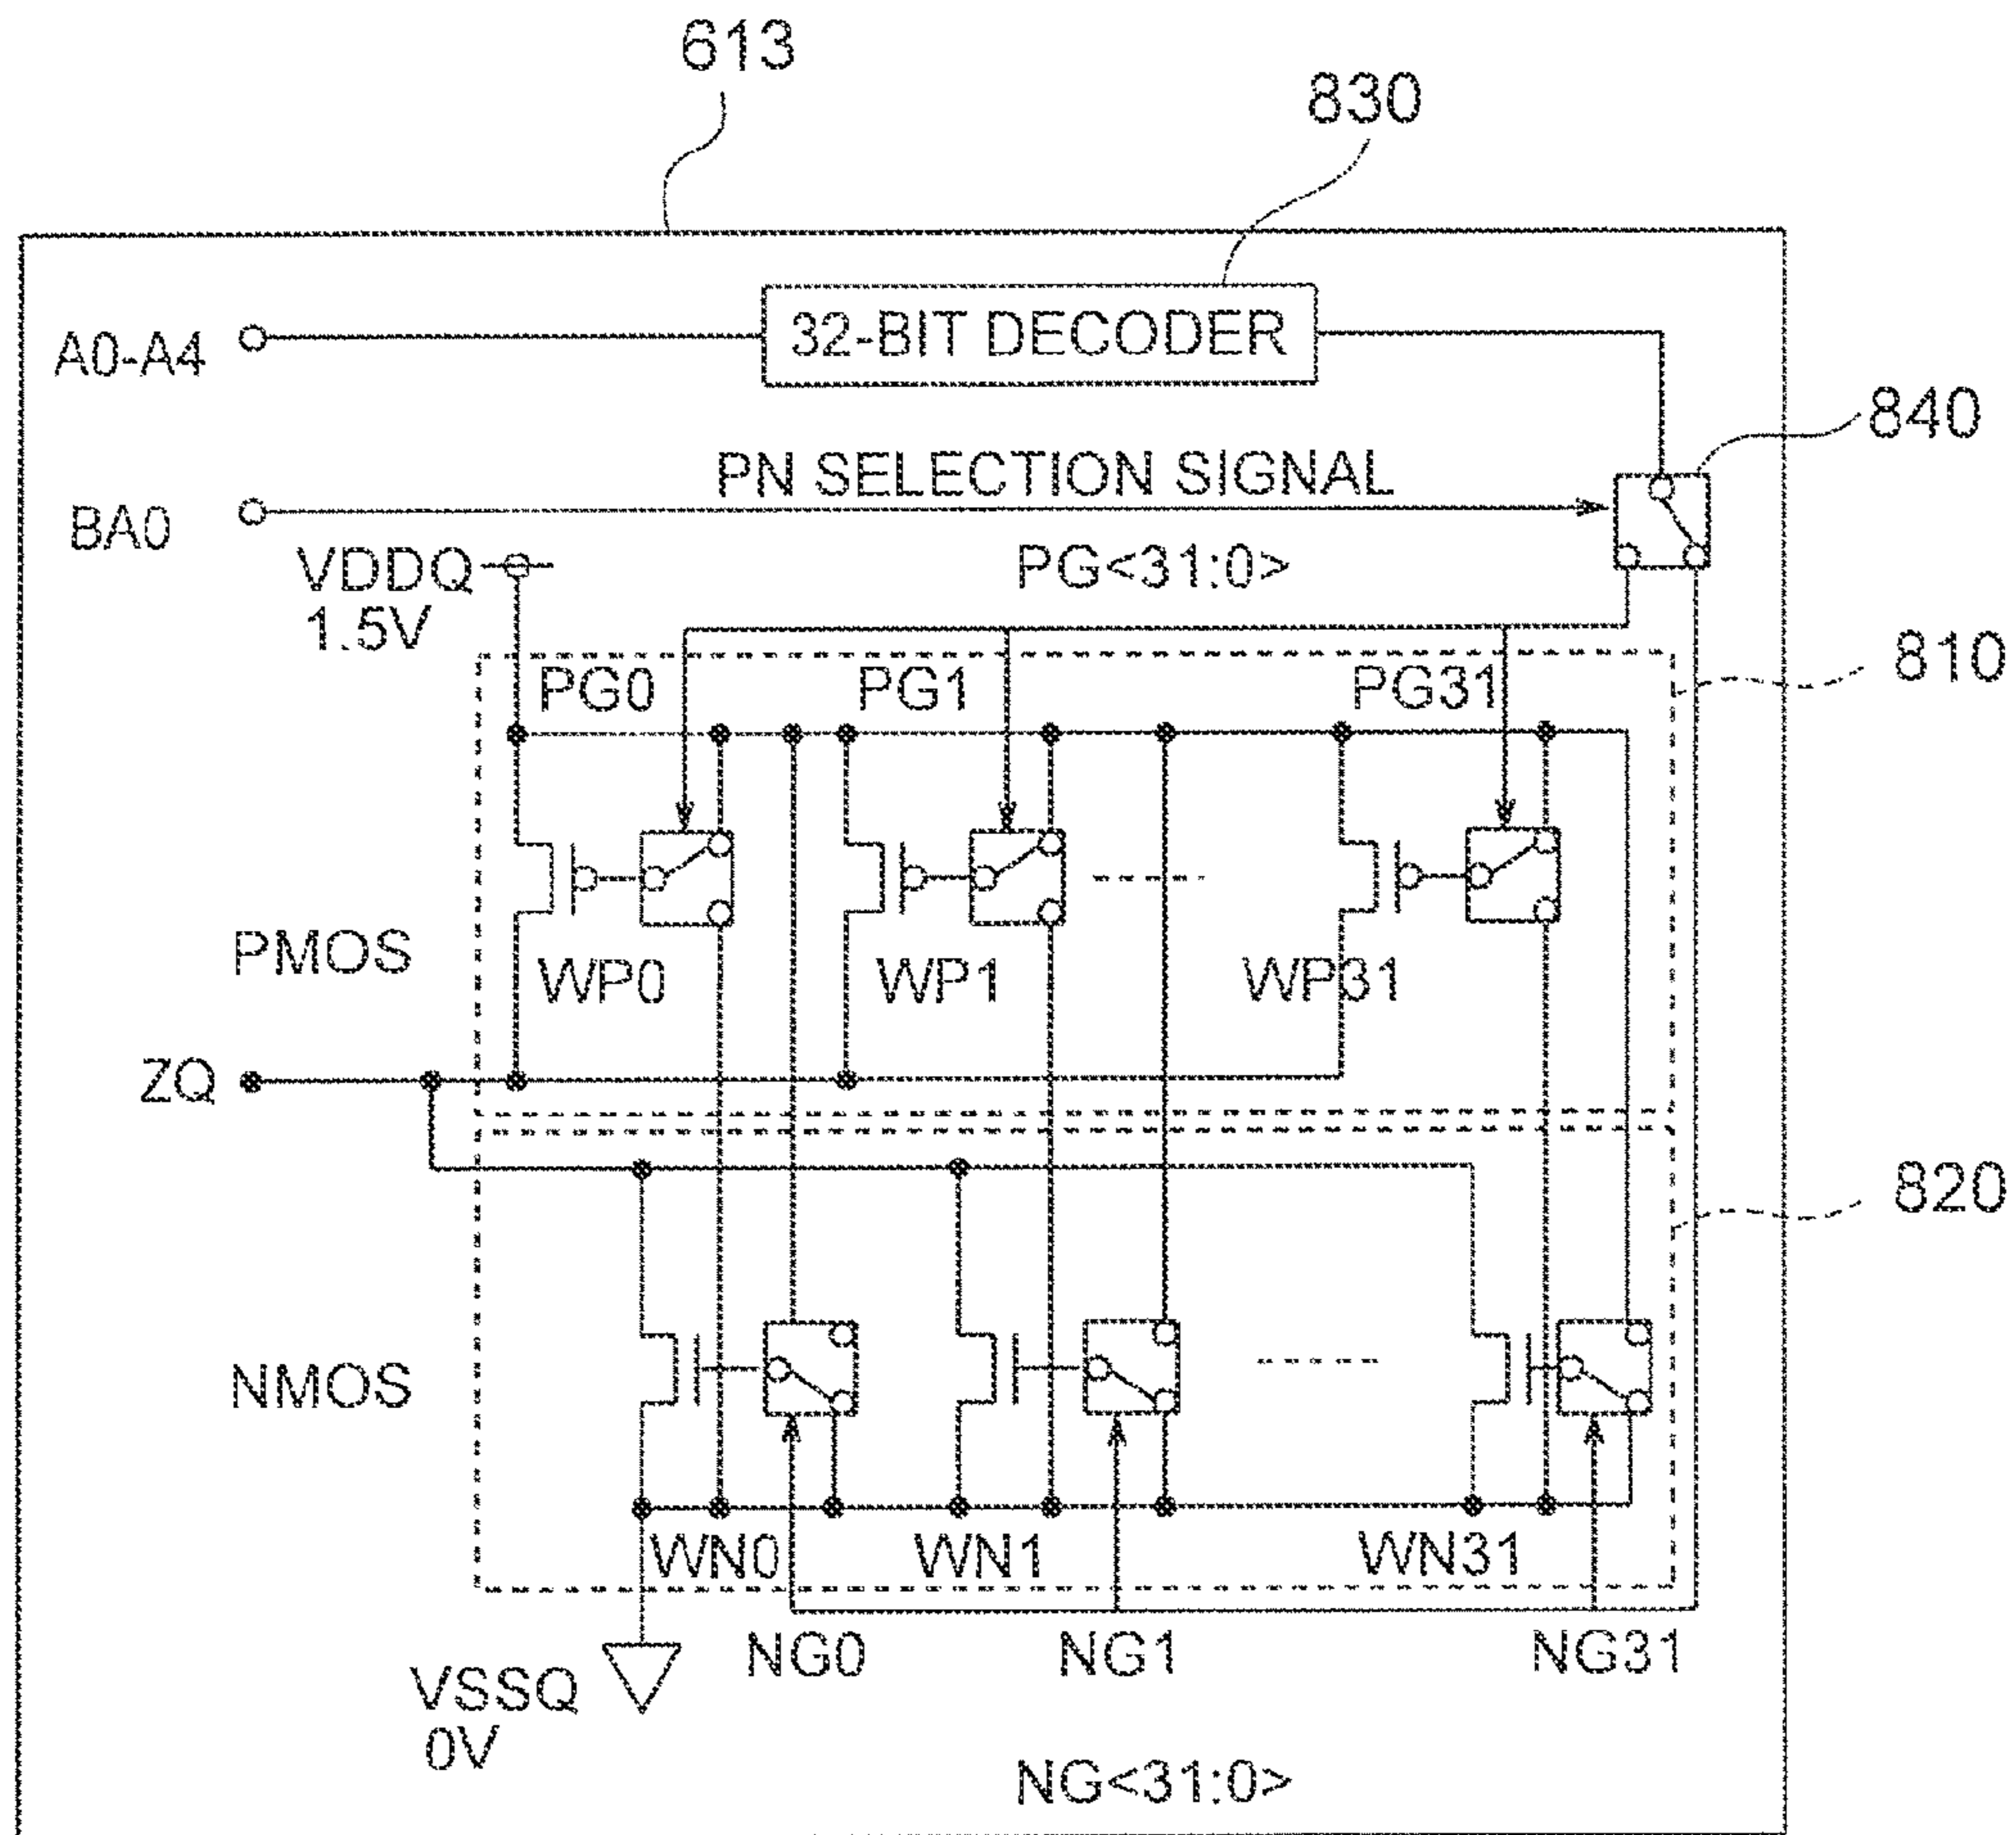 613
830
A0-A4
32-BIT DECODER
840
BA0
PN SELECTION SIGNAL
VDDQ
1.5V
PG<31:0>
810
PG0
PG1
PG31
PMOS
WP0
WP1
WP31
ZQ
820
NMOS
WN0
WN1
WN31
NG0
NG1
NG31
VSSQ
0V
NG<31:0>